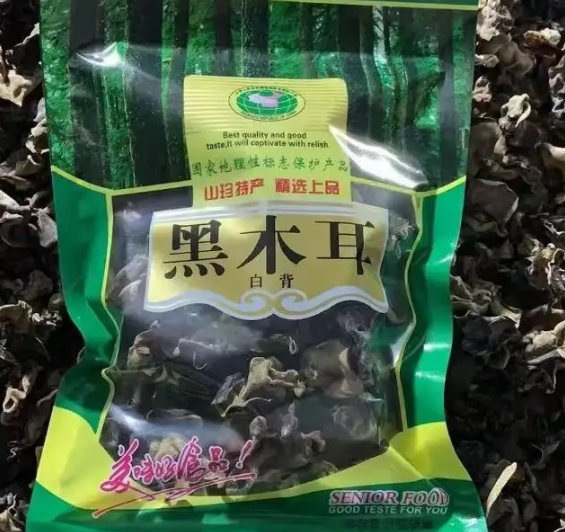 Best quality and good
taste.It will captivate with relish
国家地理性标志保护产品
山珍特产 精选上品
黑木耳
白背
美味好食品!
SENIOR FOOD
GOOD TESTE FOR YOU